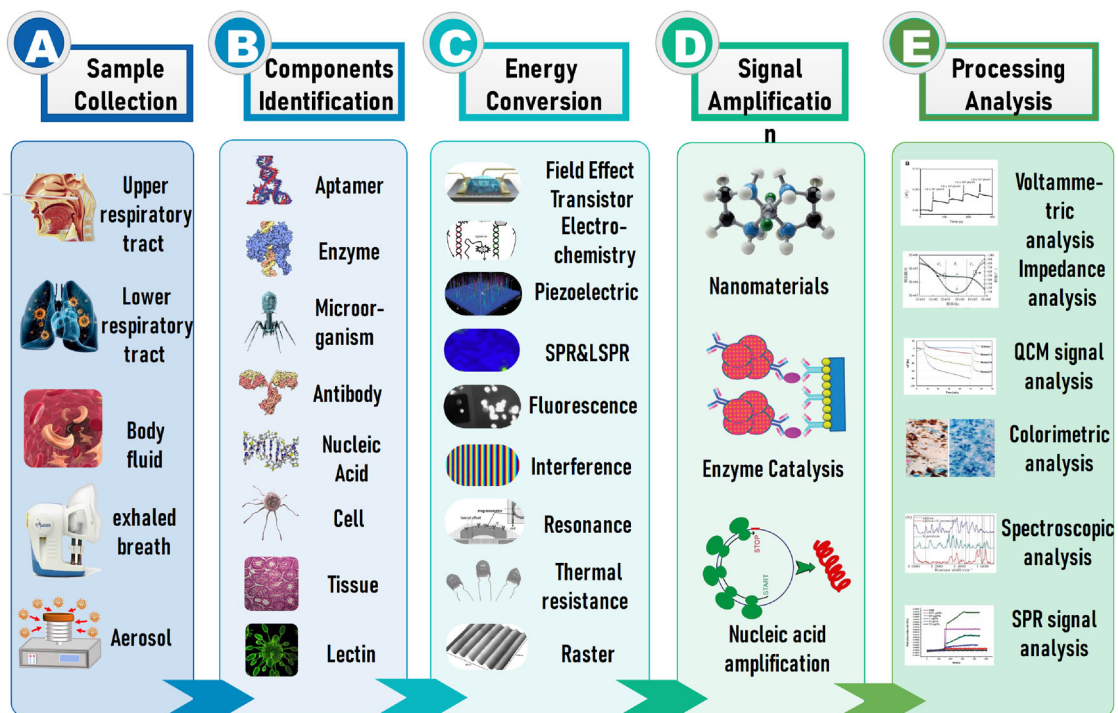 A
Sample
Collection
B
Components
Identification
C
Energy
Conversion
D
Signal
Amplificatio
n
E
Processing
Analysis
Upper
respiratory
tract
Lower
respiratory
tract
Body
fluid
exhaled
breath
Aerosol
Aptamer
Enzyme
Microor-
ganism
Antibody
Nucleic
Acid
Cell
Tissue
Lectin
Field Effect
Transistor
Electro-
chemistry
Piezoelectric
SPR&LSPR
Fluorescence
Interference
Resonance
Thermal
resistance
Raster
Nanomaterials
Enzyme Catalysis
STOP
START
Nucleic acid
amplification
Voltamme-
tric
analysis
Impedance
analysis
QCM signal
analysis
Colorimetric
analysis
Spectroscopic
analysis
SPR signal
analysis